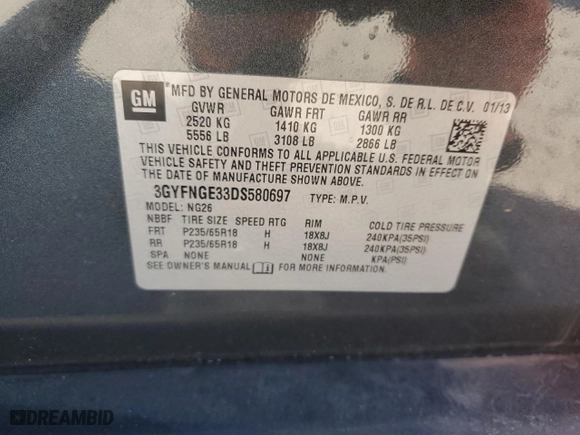 GM
MFD BY GENERAL MOTORS DE MEXICO, S. DE R.L. DE C.V. 01/13
GVWR GAWR FRT GAWR RR
2520 KG 1410 KG 1300 KG
5556 LB 3108 LB 2866 LB
THIS VEHICLE CONFORMS TO ALL APPLICABLE U.S. FEDERAL MOTOR
VEHICLE SAFETY AND THEFT PREVENTION STANDARDS IN EFFECT ON
THE DATE OF MANUFACTURE SHOWN ABOVE.
3GYFNGE33DS580697 TYPE: M.P.V.
MODEL: NG26
NBBF TIRE SIZE SPEED RTG RIM COLD TIRE PRESSURE
FRT P235/65R18 H 18X8J 240KPA(35PSI)
RR P235/65R18 H 18X8J 240KPA(35PSI)
SPA NONE NONE KPA(PSI)
SEE OWNER'S MANUAL FOR MORE INFORMATION.
DREAMBID